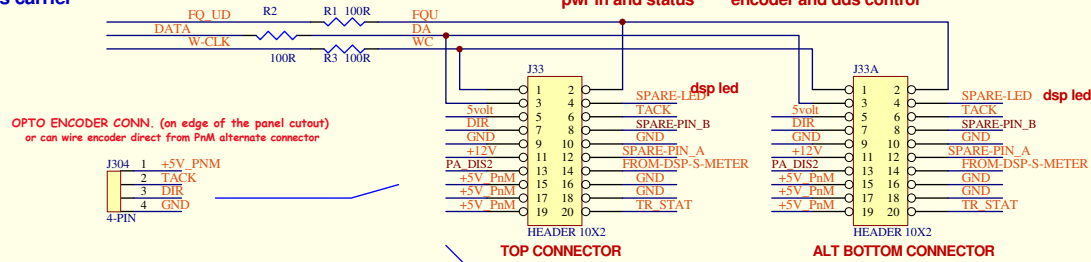 s carrier
pwr in and status encoder and dds control
FQ_UD R2 R1 100R FQU
DATA DA
W-CLK WC
100R R3 100R
J33 J33A
dsp led dsp led
1 2 1 2
3 4 SPARE-LED 3 4 SPARE-LED
5volt 5 6 TACK 5volt 5 6 TACK
DIR 7 8 SPARE-PIN_B DIR 7 8 SPARE-PIN_B
GND 9 10 GND GND 9 10 GND
+12V 11 12 SPARE-PIN_A +12V 11 12 SPARE-PIN_A
PA_DIS2 13 14 FROM-DSP-S-METER PA_DIS2 13 14 FROM-DSP-S-METER
+5V_PnM 15 16 GND +5V_PnM 15 16 GND
+5V_PnM 17 18 GND +5V_PnM 17 18 GND
+5V_PnM 19 20 TR_STAT +5V_PnM 19 20 TR_STAT
HEADER 10X2 HEADER 10X2
TOP CONNECTOR ALT BOTTOM CONNECTOR
OPTO ENCODER CONN. (on edge of the panel cutout)
or can wire encoder direct from PnM alternate connector
J304 1 +5V_PNM
2 TACK
3 DIR
4 GND
4-PIN